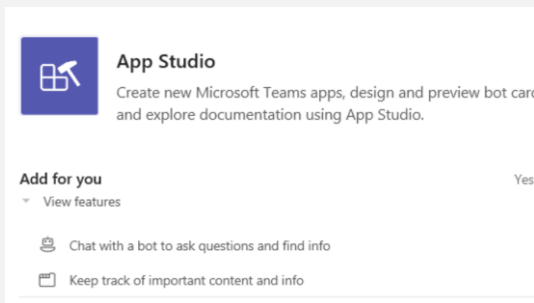 App Studio
Create new Microsoft Teams apps, design and preview bot
and explore documentation using App Studio.
Add for you
Yes
View features
Chat with a bot to ask questions and find info
Keep track of important content and info